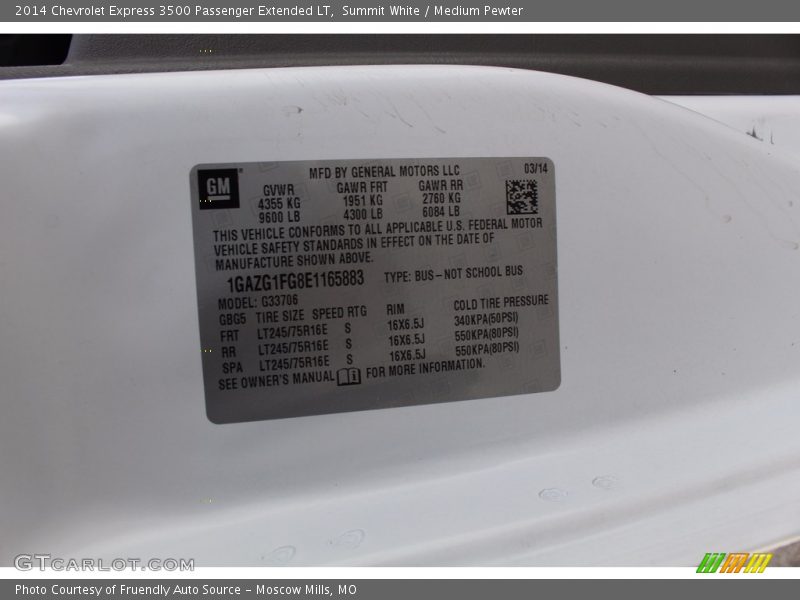 2014 Chevrolet Express 3500 Passenger Extended LT, Summit White / Medium Pewter
GM
MFD BY GENERAL MOTORS LLC 03/14
GVWR GAWR FRT GAWR RR
4355 KG 1951 KG 2760 KG
9600 LB 4300 LB 6084 LB
THIS VEHICLE CONFORMS TO ALL APPLICABLE U.S. FEDERAL MOTOR
VEHICLE SAFETY STANDARDS IN EFFECT ON THE DATE OF
MANUFACTURE SHOWN ABOVE.
1GAZG1FG8E1165883 TYPE: BUS - NOT SCHOOL BUS
MODEL: G33706
GBG5 TIRE SIZE SPEED RTG RIM COLD TIRE PRESSURE
FRT LT245/75R16E S 16X6.5J 340KPA(50PSI)
RR LT245/75R16E S 16X6.5J 550KPA(80PSI)
SPA LT245/75R16E S 16X6.5J 550KPA(80PSI)
SEE OWNER'S MANUAL FOR MORE INFORMATION.
GTcarlot.com
Photo Courtesy of Fruendly Auto Source - Moscow Mills, MO